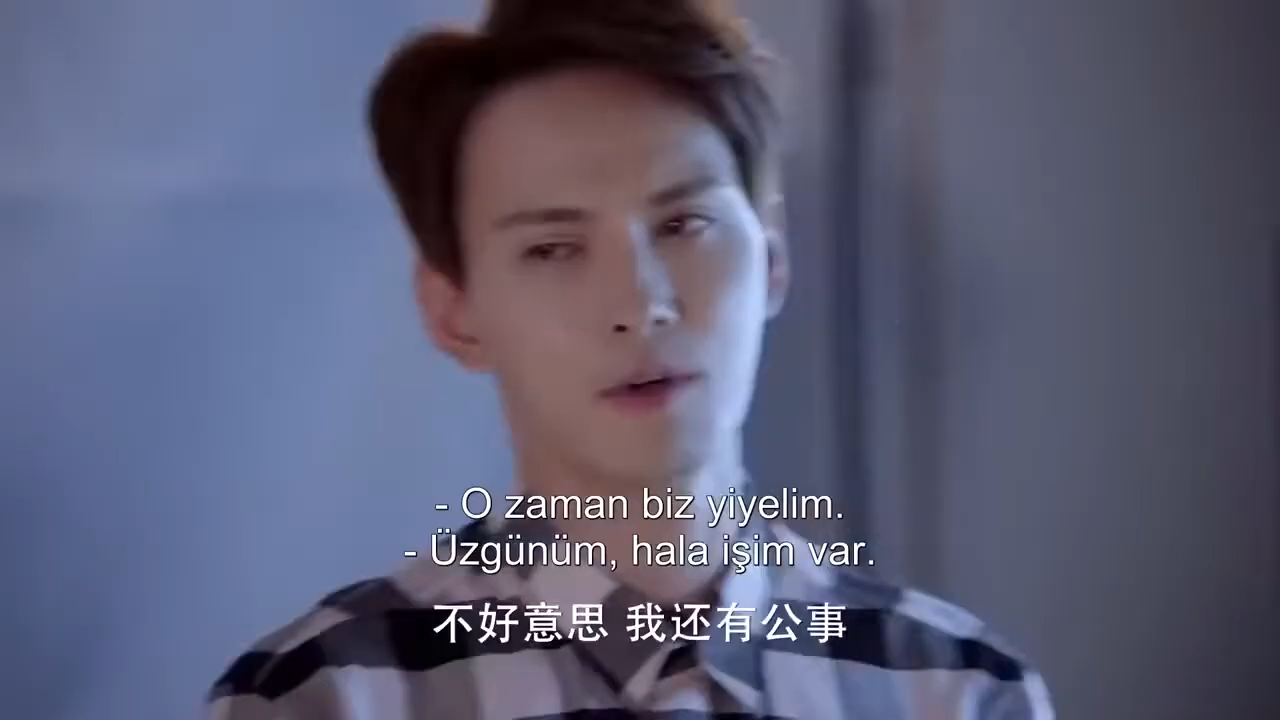 - O zaman biz yiyelim.
- Üzgünüm, hala işim var.
不好意思 我还有公事